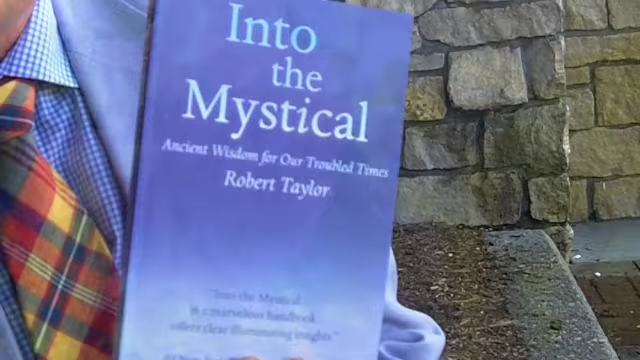 Into
the
Mystical
Ancient Wisdom for Our Troubled Times
Robert Taylor
"Into the Mystical
is a marvelous handbook
offers clear illuminating insights."